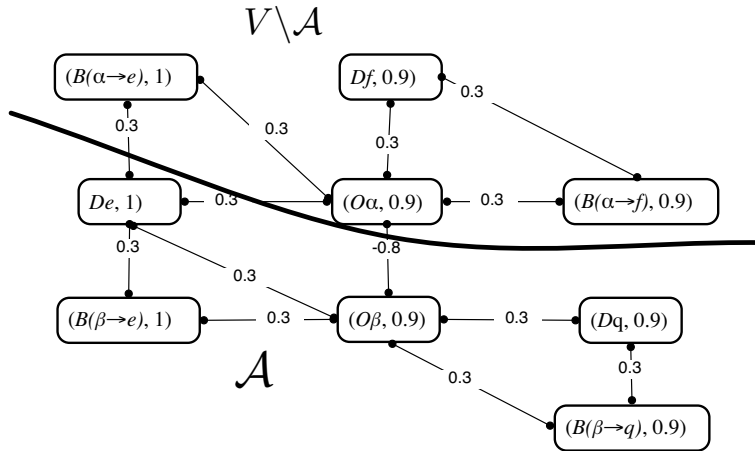 V\𝒜
(B(α→e), 1)
Df, 0.9)
0.3
0.3
0.3
0.3
De, 1)
0.3
(Oα, 0.9)
0.3
(B(α→f), 0.9)
0.3
-0.8
0.3
(B(β→e), 1)
0.3
(Oβ, 0.9)
0.3
(Dq, 0.9)
𝒜
0.3
0.3
(B(β→q), 0.9)